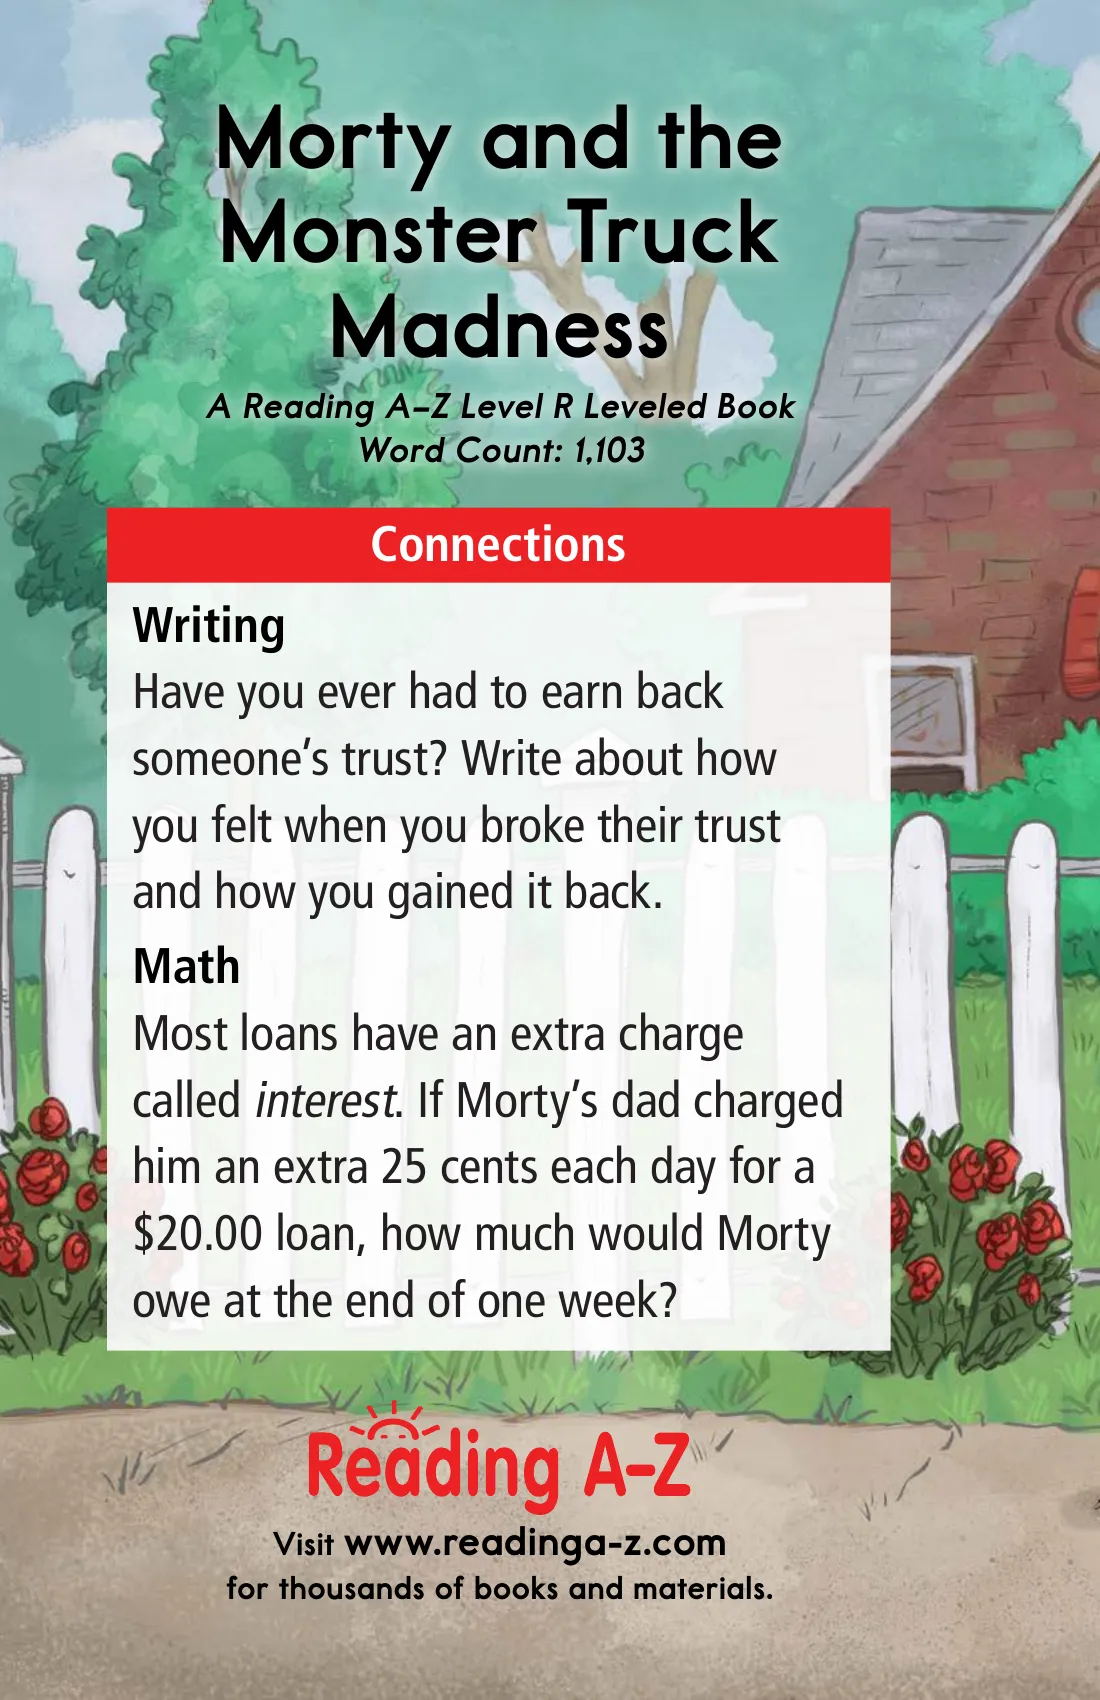 Morty and the
Monster Truck
Madness
A Reading A–Z Level R Leveled Book
Word Count: 1,103
Connections
Writing
Have you ever had to earn back
someone’s trust? Write about how
you felt when you broke their trust
and how you gained it back.
Math
Most loans have an extra charge
called interest. If Morty’s dad charged
him an extra 25 cents each day for a
$20.00 loan, how much would Morty
owe at the end of one week?
Reading A–Z
Visit www.readinga-z.com
for thousands of books and materials.